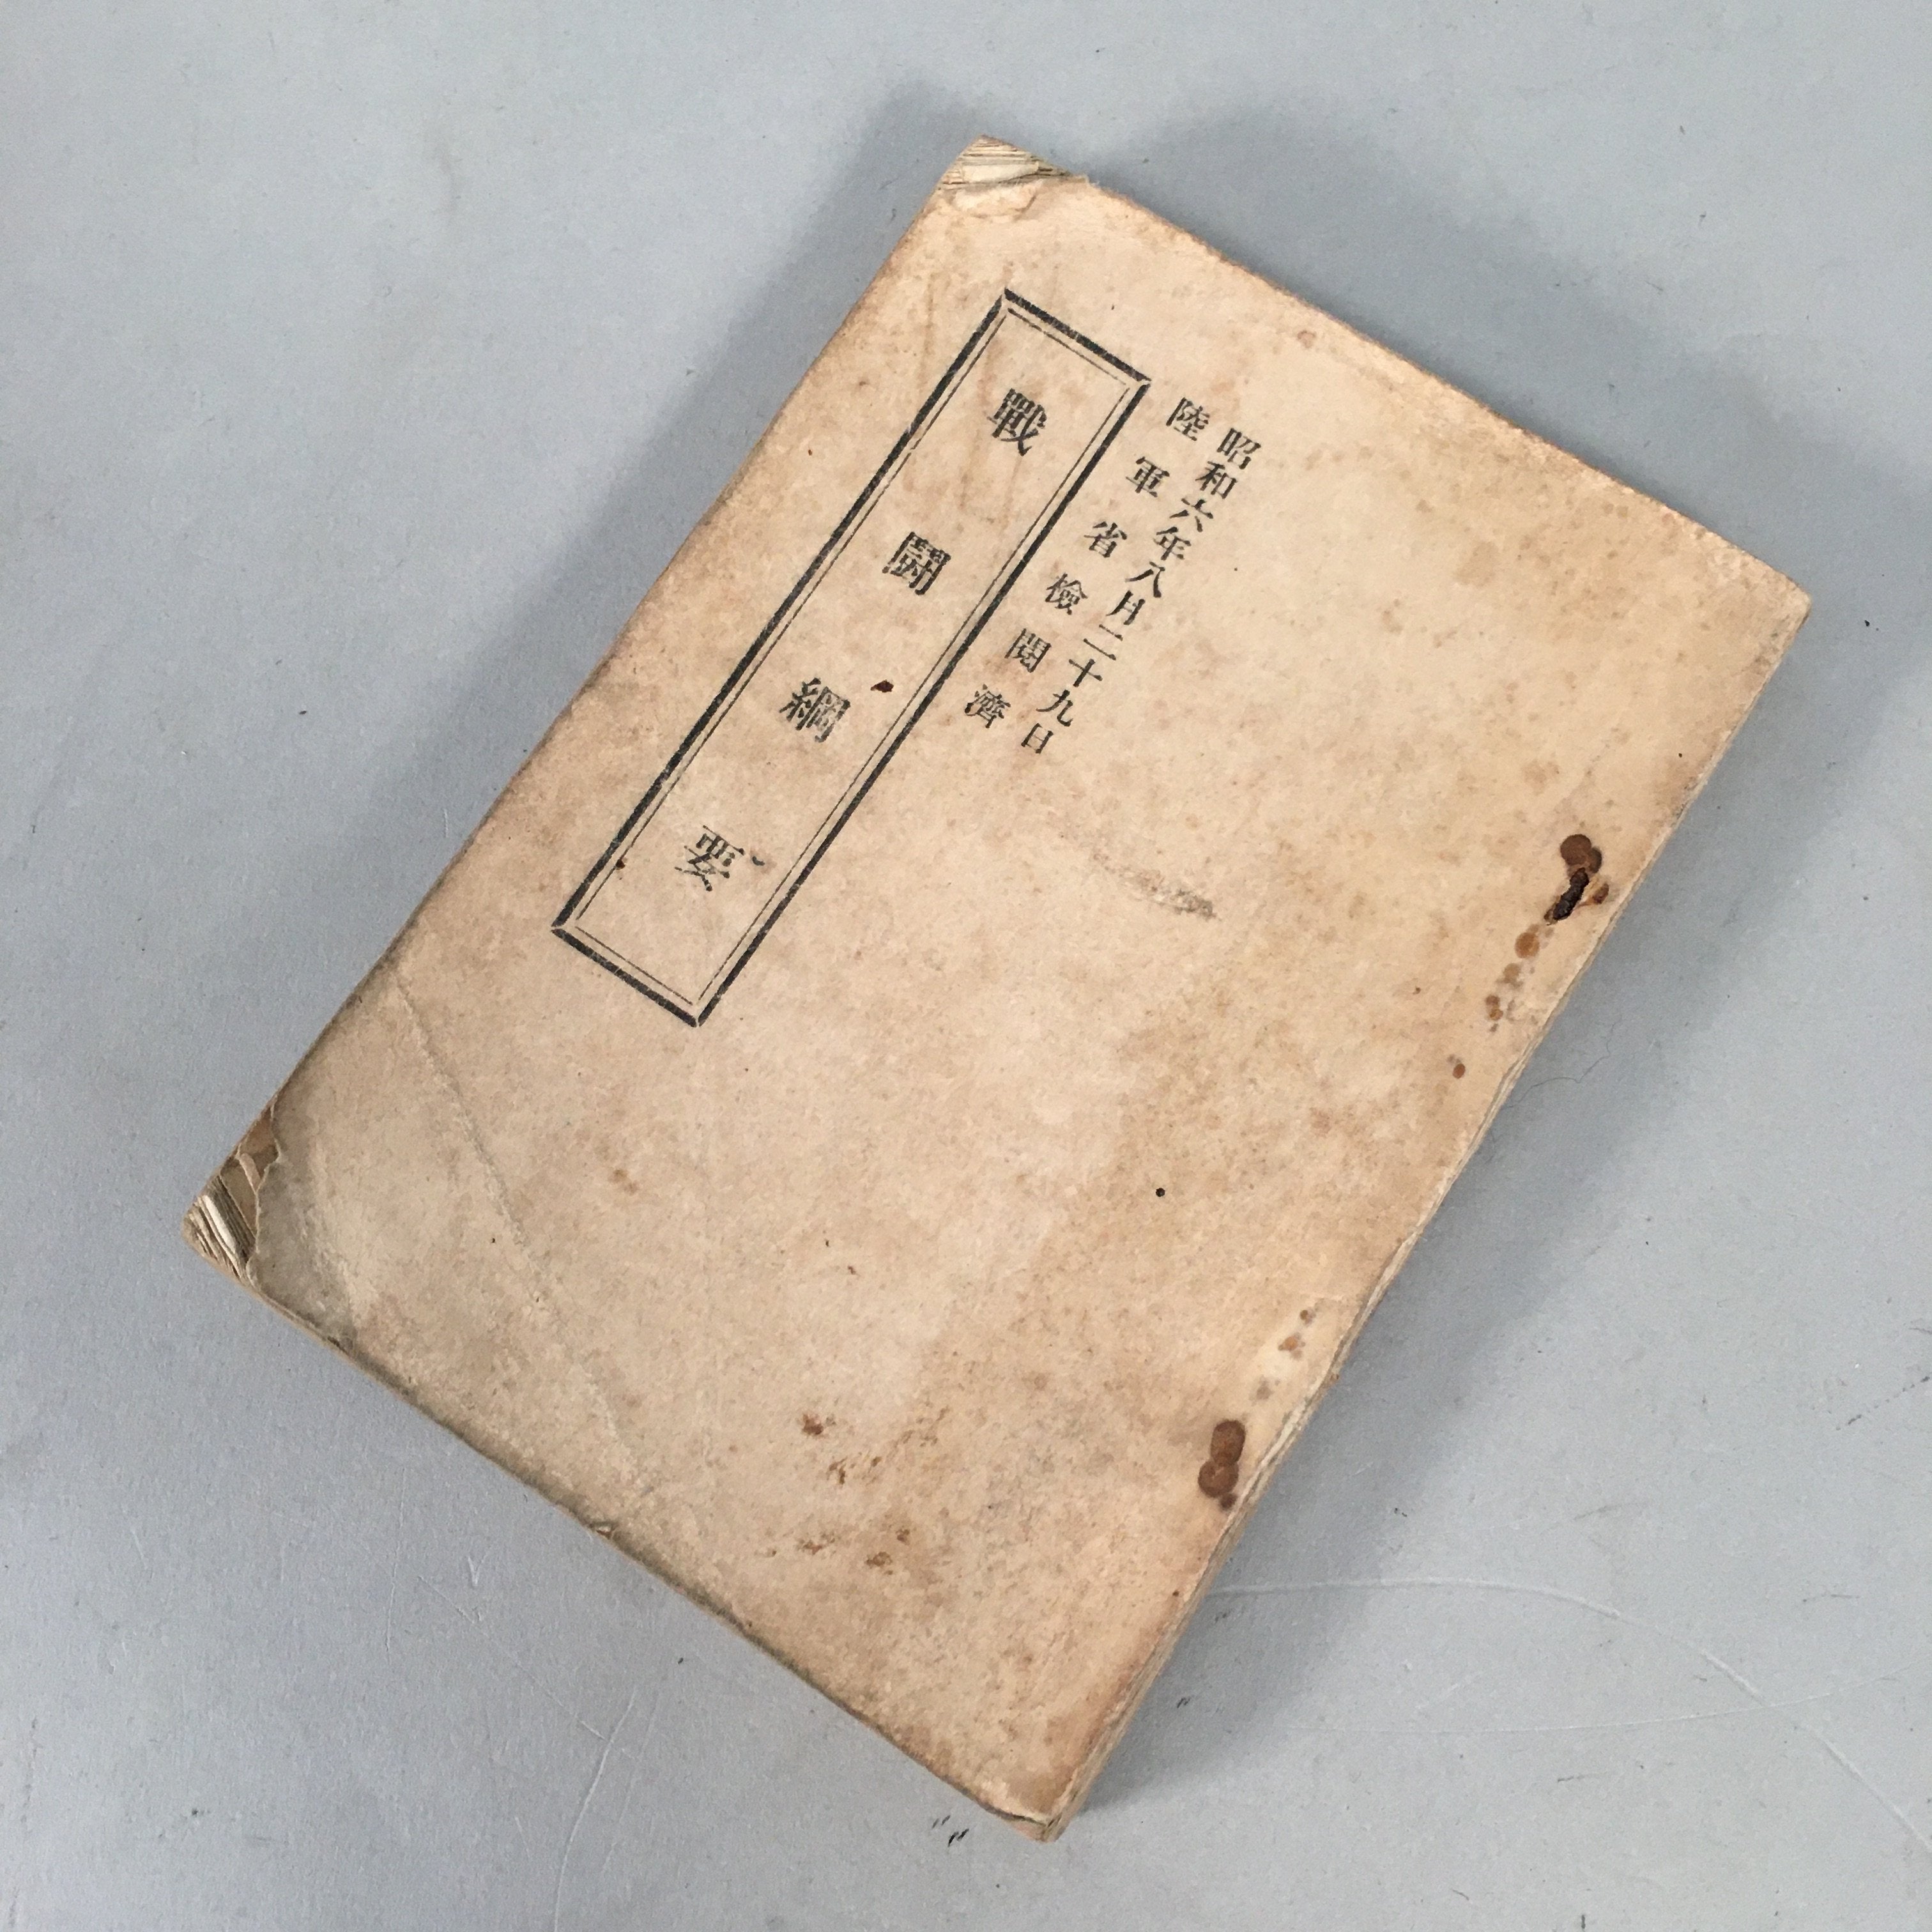 昭和六年八月二十九日
陸軍省檢閲濟
戰鬪綱要